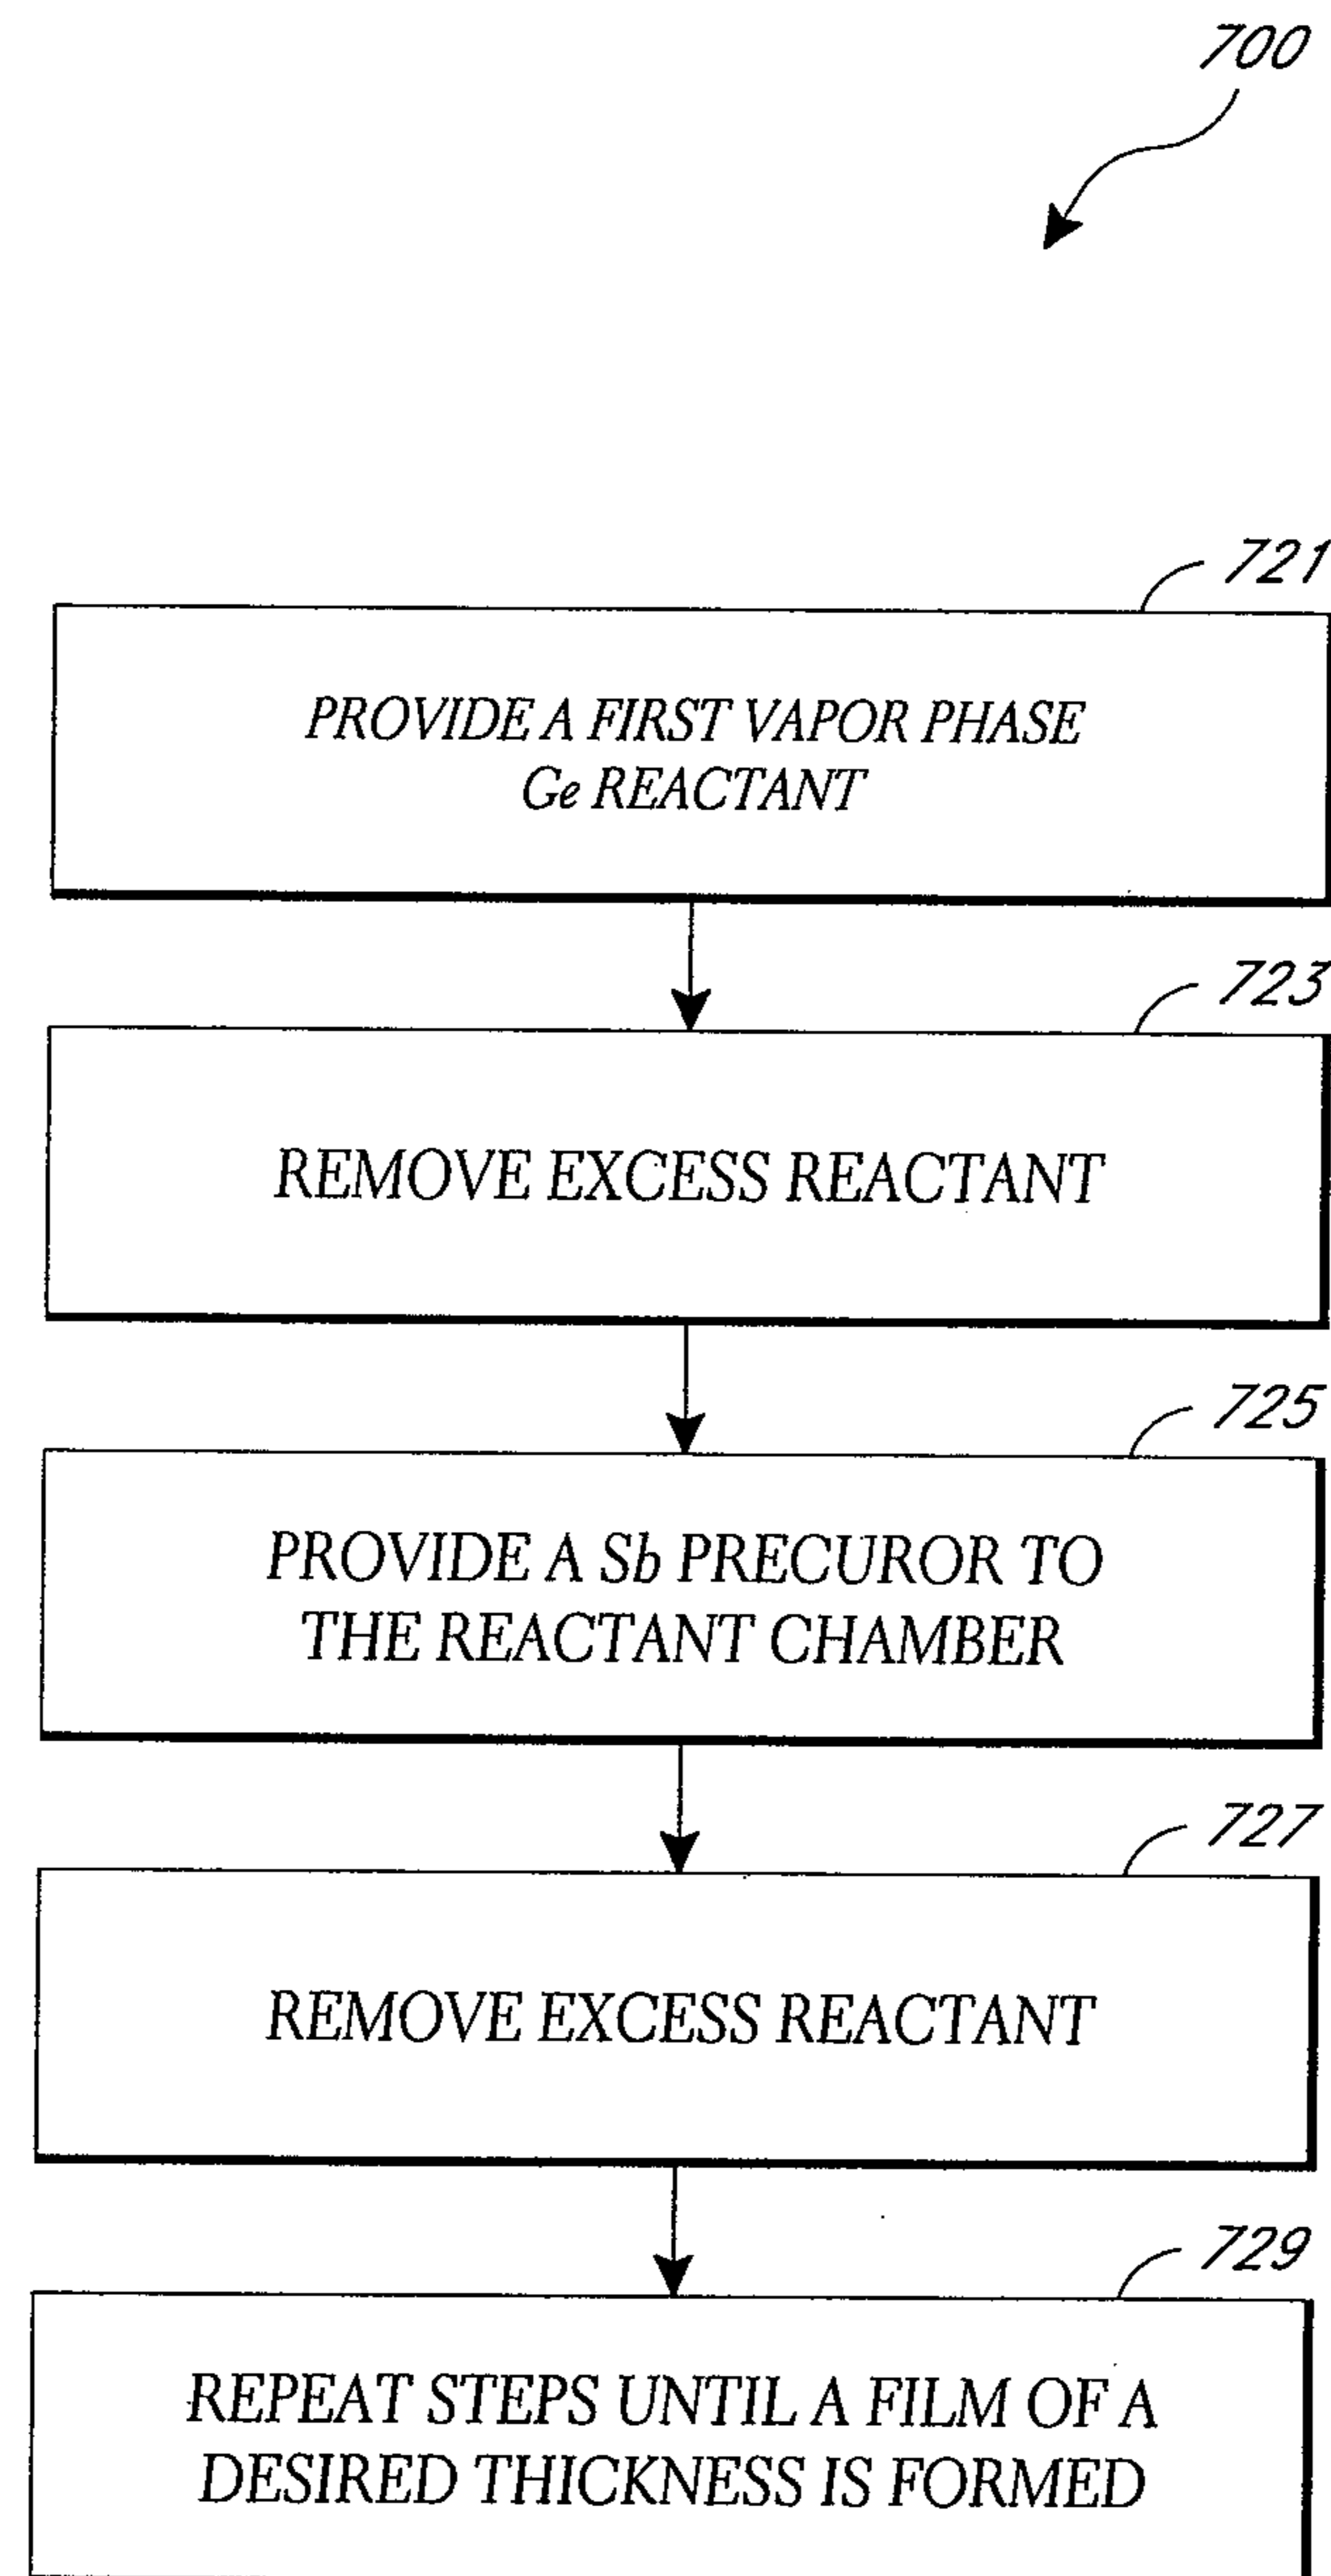 700
721
PROVIDE A FIRST VAPOR PHASE
Ge REACTANT
723
REMOVE EXCESS REACTANT
725
PROVIDE A Sb PRECUROR TO
THE REACTANT CHAMBER
727
REMOVE EXCESS REACTANT
729
REPEAT STEPS UNTIL A FILM OF A
DESIRED THICKNESS IS FORMED